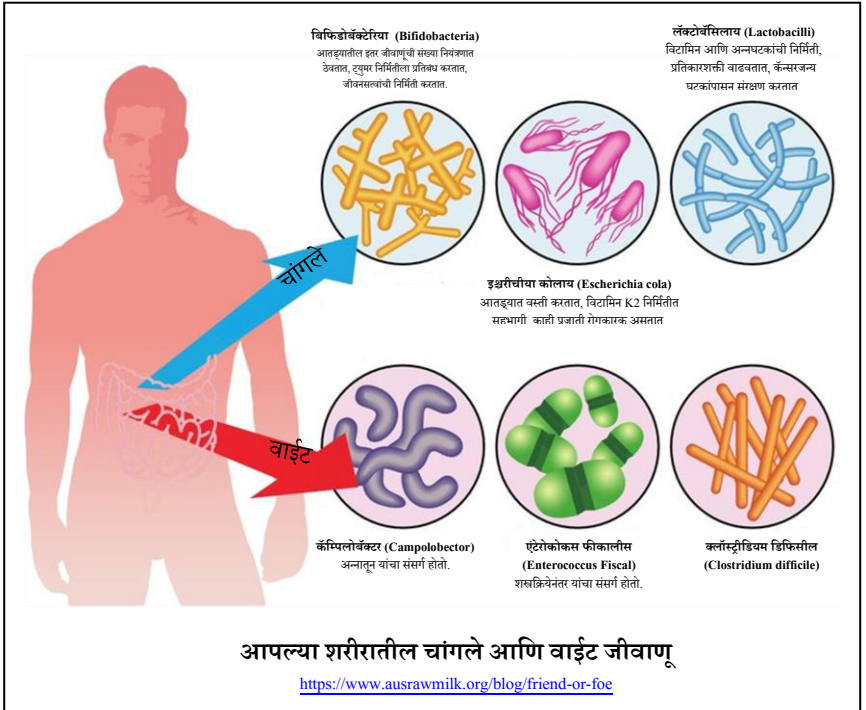 बिफिडोबॅक्टेरिया (Bifidobacteria)
आतड्यातील इतर जीवाणूंची संख्या नियंत्रणात
ठेवतात, ट्युमर निर्मितीला प्रतिबंध करतात,
जीवनसत्वांची निर्मिती करतात.
लॅक्टोबॅसिलाय (Lactobacilli)
विटामिन आणि अन्नघटकांची निर्मिती,
प्रतिकारशक्ती वाढवतात, कॅन्सरजन्य
घटकांपासून संरक्षण करतात
चांगले
इश्चरीचीया कोलाय (Escherichia cola)
आतड्यात वस्ती करतात, विटामिन K2 निर्मितीत
सहभागी काही प्रजाती रोगकारक असतात
वाईट
कॅम्पिलोबॅक्टर (Campolobector)
अन्नातून यांचा संसर्ग होतो.
एंटेरोकोकस फीकालीस
(Enterococcus Fiscal)
शस्त्रक्रियेनंतर यांचा संसर्ग होतो.
क्लॉस्ट्रीडियम डिफिसील
(Clostridium difficile)
आपल्या शरीरातील चांगले आणि वाईट जीवाणू
https://www.ausrawmilk.org/blog/friend-or-foe